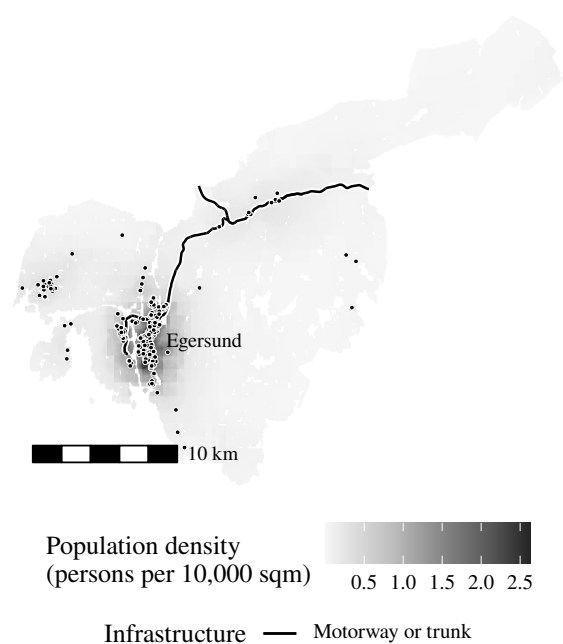 Egersund
10 km
Population density
(persons per 10,000 sqm)
0.5 1.0 1.5 2.0 2.5
Infrastructure Motorway or trunk